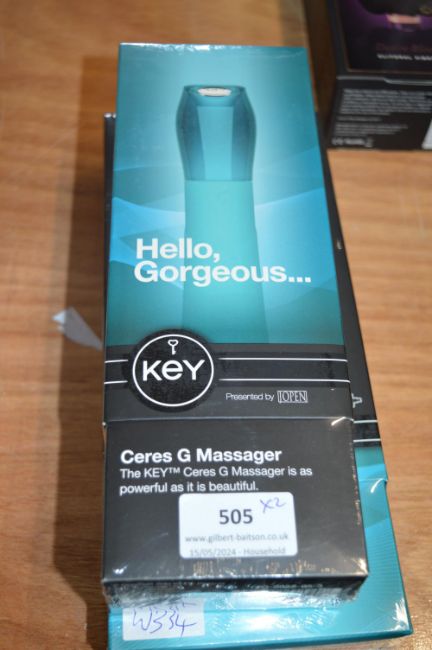 Hello,
Gorgeous...
KEY
Presented by JOPEN
Ceres G Massager
The KEY™ Ceres G Massager is as
powerful as it is beautiful.
505 x2
www.gilbert-baitson.co.uk
15/05/2024 - Household
W334